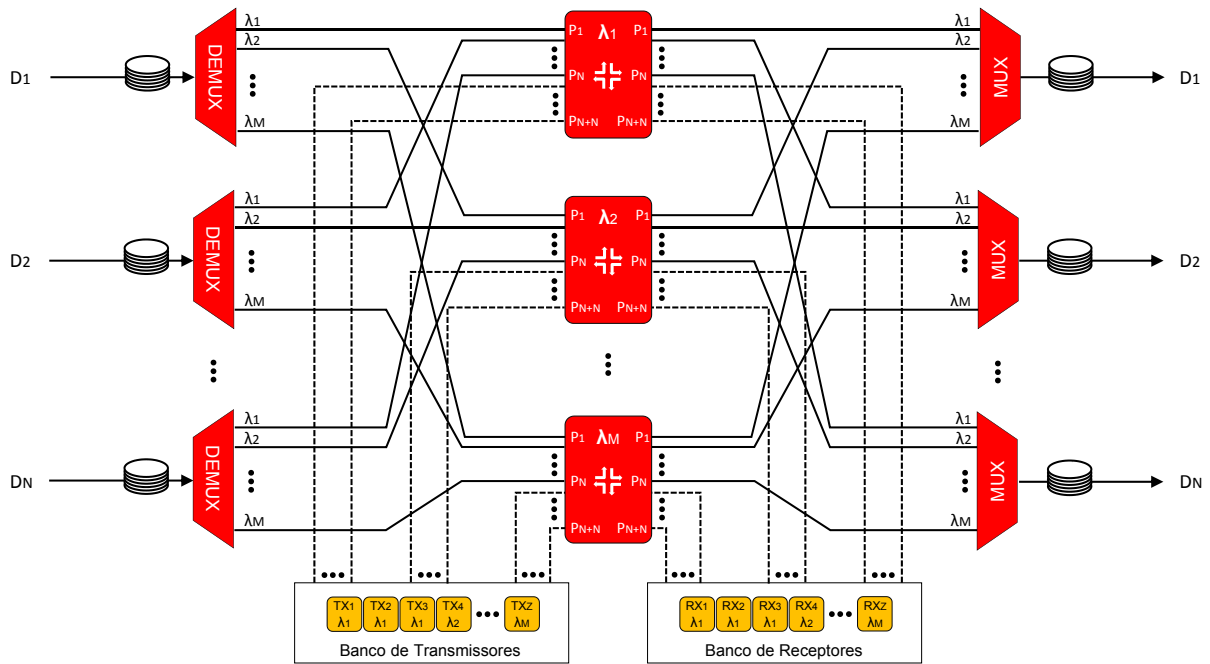 λ1 P1 λ1 P1 λ1
λ2 λ2
DEMUX MUX
D1 PN PN D1
λM PN+N PN+N λM
λ1 λ1
λ2 P1 λ2 P1 λ2
DEMUX MUX
D2 PN PN D2
λM PN+N PN+N λM
λ1 λ1
λ2 P1 λM P1 λ2
DEMUX MUX
DN PN PN DN
λM PN+N PN+N λM
TX1 TX2 TX3 TX4 TXZ RX1 RX2 RX3 RX4 RXZ
λ1 λ1 λ1 λ2 λM λ1 λ1 λ1 λ2 λM
Banco de Transmissores Banco de Receptores